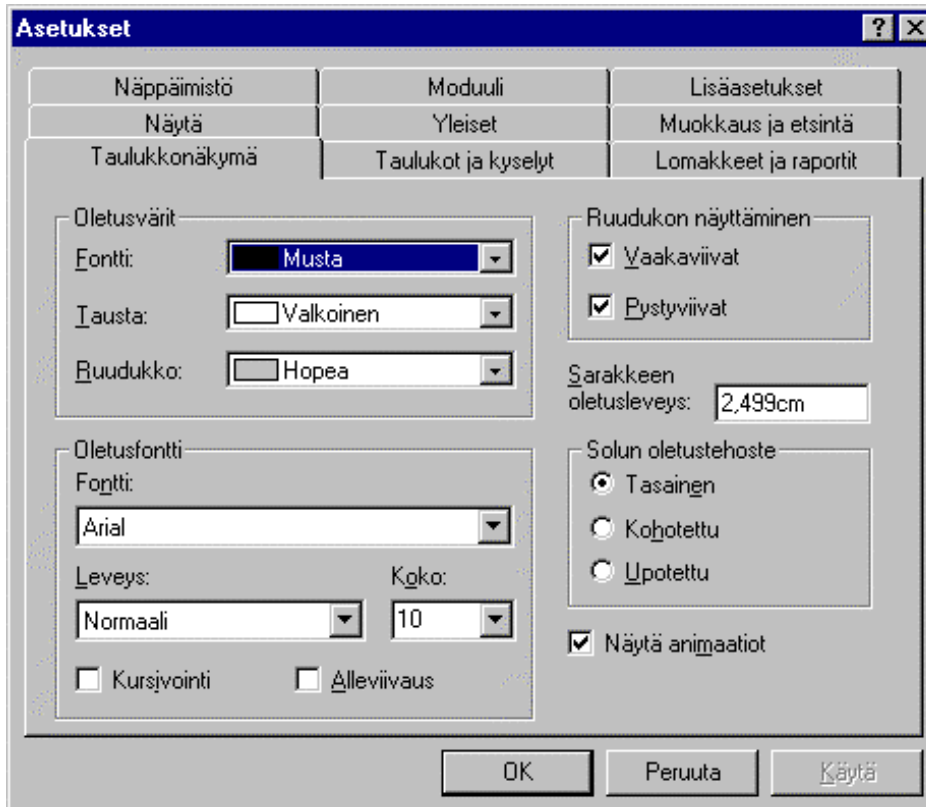 Asetukset
Näppäimistö
Moduuli
Lisäasetukset
Näytä
Yleiset
Muokkaus ja etsintä
Taulukkonäkymä
Taulukot ja kyselyt
Lomakkeet ja raportit
Oletusvärit
Fontti:
Musta
Tausta:
Valkoinen
Ruudukko:
Hopea
Ruudukon näyttäminen
Vaakaviivat
Pystyviivat
Sarakkeen
oletusleveys:
2,499cm
Oletusfontti
Fontti:
Arial
Leveys:
Koko:
Normaali
10
Kursivointi
Alleviivaus
Solun oletustehoste
Tasainen
Kohotettu
Upotettu
Näytä animaatiot
OK
Peruuta
Käytä